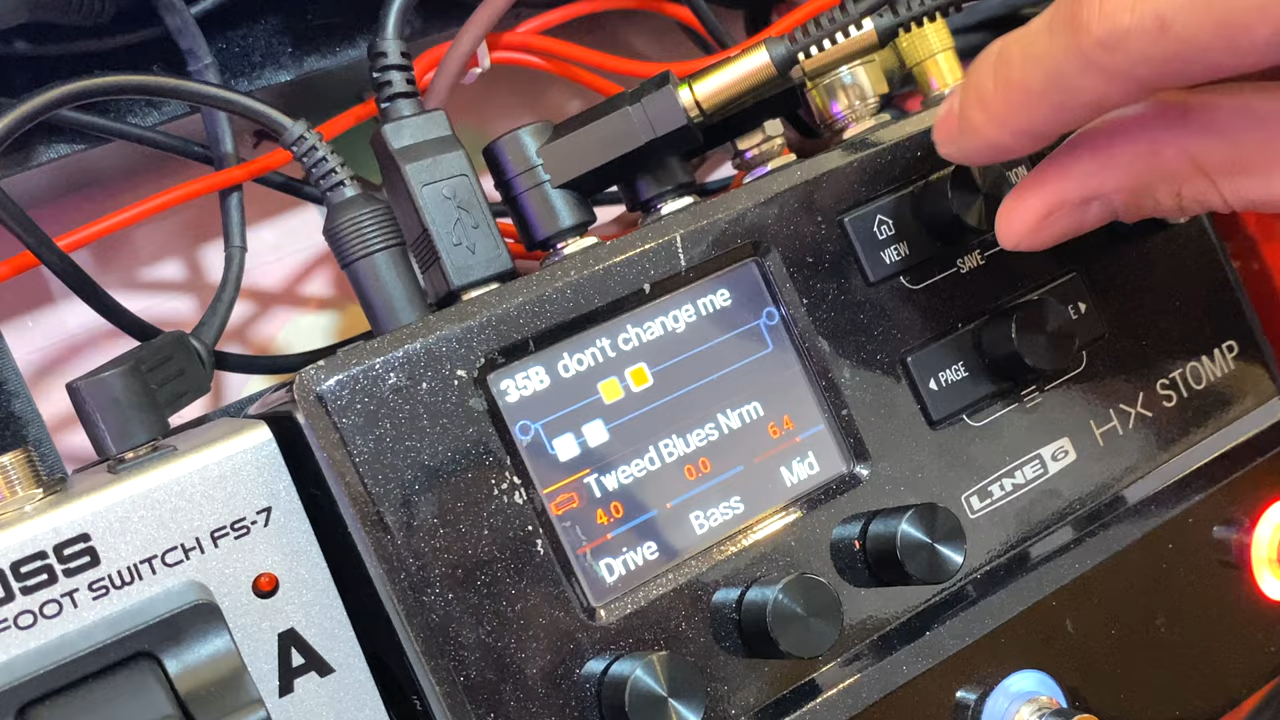 35B don't change me
Tweed Blues Nrm
4.0 0.0 6.4
Drive Bass Mid
VIEW
SAVE
◀ PAGE
E▶
LINE 6
HX STOMP
OSS
FOOT SWITCH FS-7
A